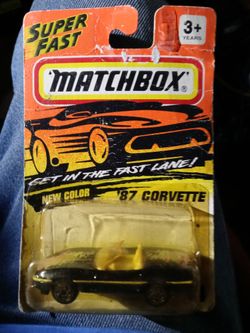 SUPER
FAST
3+
YEARS
MATCHBOX®
GET IN THE FAST LANE!
NEW COLOR
'87 CORVETTE